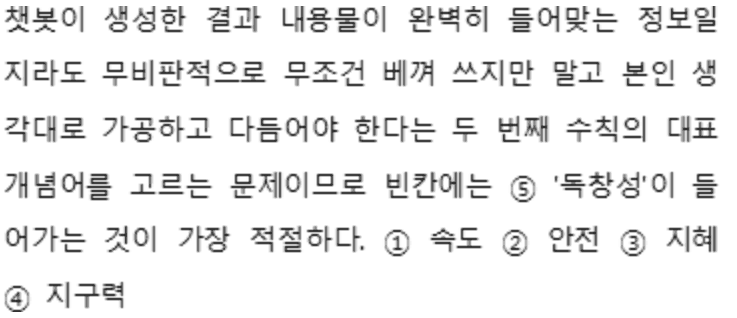 챗봇이 생성한 결과 내용물이 완벽히 들어맞는 정보일
지라도 무비판적으로 무조건 베껴 쓰지만 말고 본인 생
각대로 가공하고 다듬어야 한다는 두 번째 수칙의 대표
개념어를 고르는 문제이므로 빈칸에는 ⑤ '독창성'이 들
어가는 것이 가장 적절하다. ① 속도 ② 안전 ③ 지혜
④ 지구력